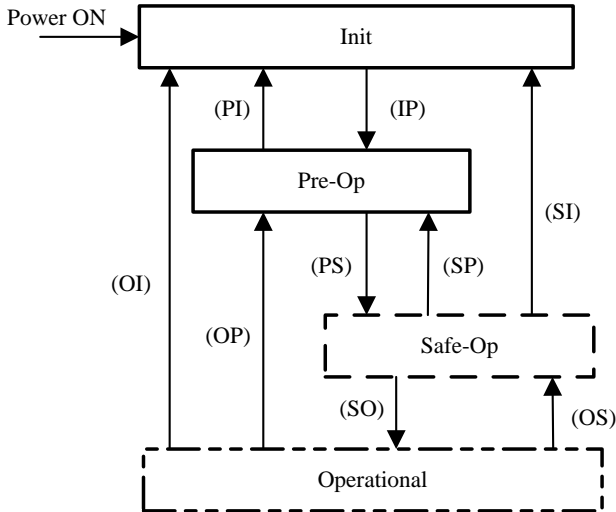 Power ON
Init
(PI)
(IP)
Pre-Op
(SI)
(PS)
(SP)
(OI)
(OP)
Safe-Op
(SO)
(OS)
Operational